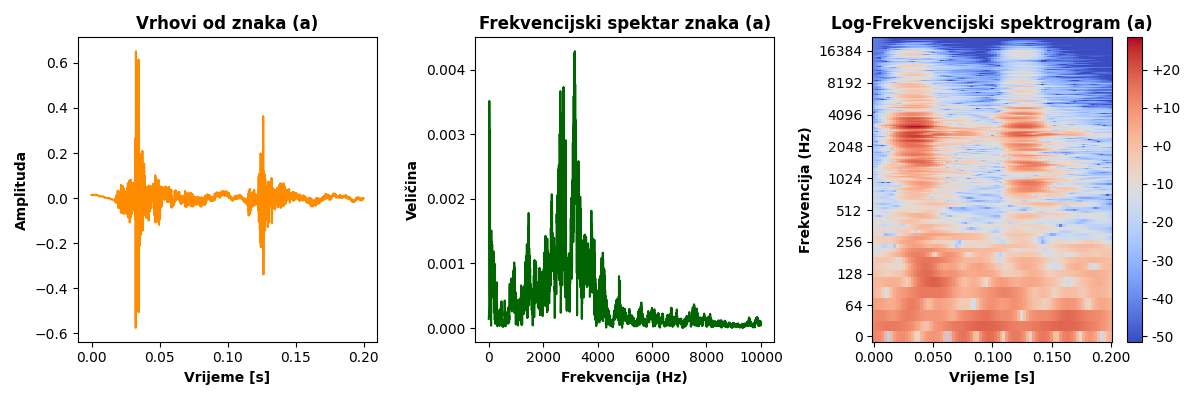 Vrhovi od znaka (a)
Amplituda
0.6
0.4
0.2
0.0
−0.2
−0.4
−0.6
0.00 0.05 0.10 0.15 0.20
Vrijeme [s]
Frekvencijski spektar znaka (a)
Veličina
0.004
0.003
0.002
0.001
0.000
0 2000 4000 6000 8000 10000
Frekvencija (Hz)
Log-Frekvencijski spektrogram (a)
Frekvencija (Hz)
16384
8192
4096
2048
1024
512
256
128
64
0
0.000 0.050 0.100 0.150 0.200
Vrijeme [s]
+20
+10
+0
-10
-20
-30
-40
-50